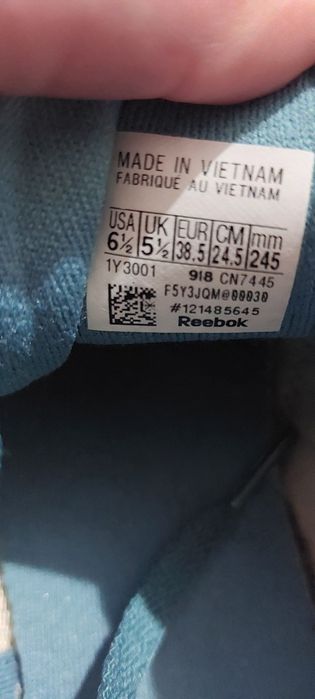 MADE IN VIETNAM
FABRIQUÉ AU VIETNAM
USA UK EUR CM mm
6½ 5½ 38.5 24.5 245
1Y3001 918 CN7445
F5Y3JQM@00030
#121485645
Reebok